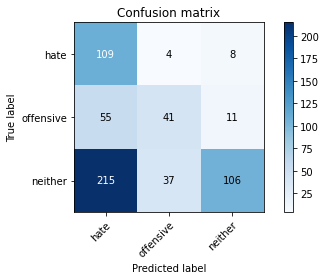 Confusion matrix
hate 109 4 8
offensive 55 41 11
neither 215 37 106
hate offensive neither
Predicted label
True label
200
175
150
125
100
75
50
25